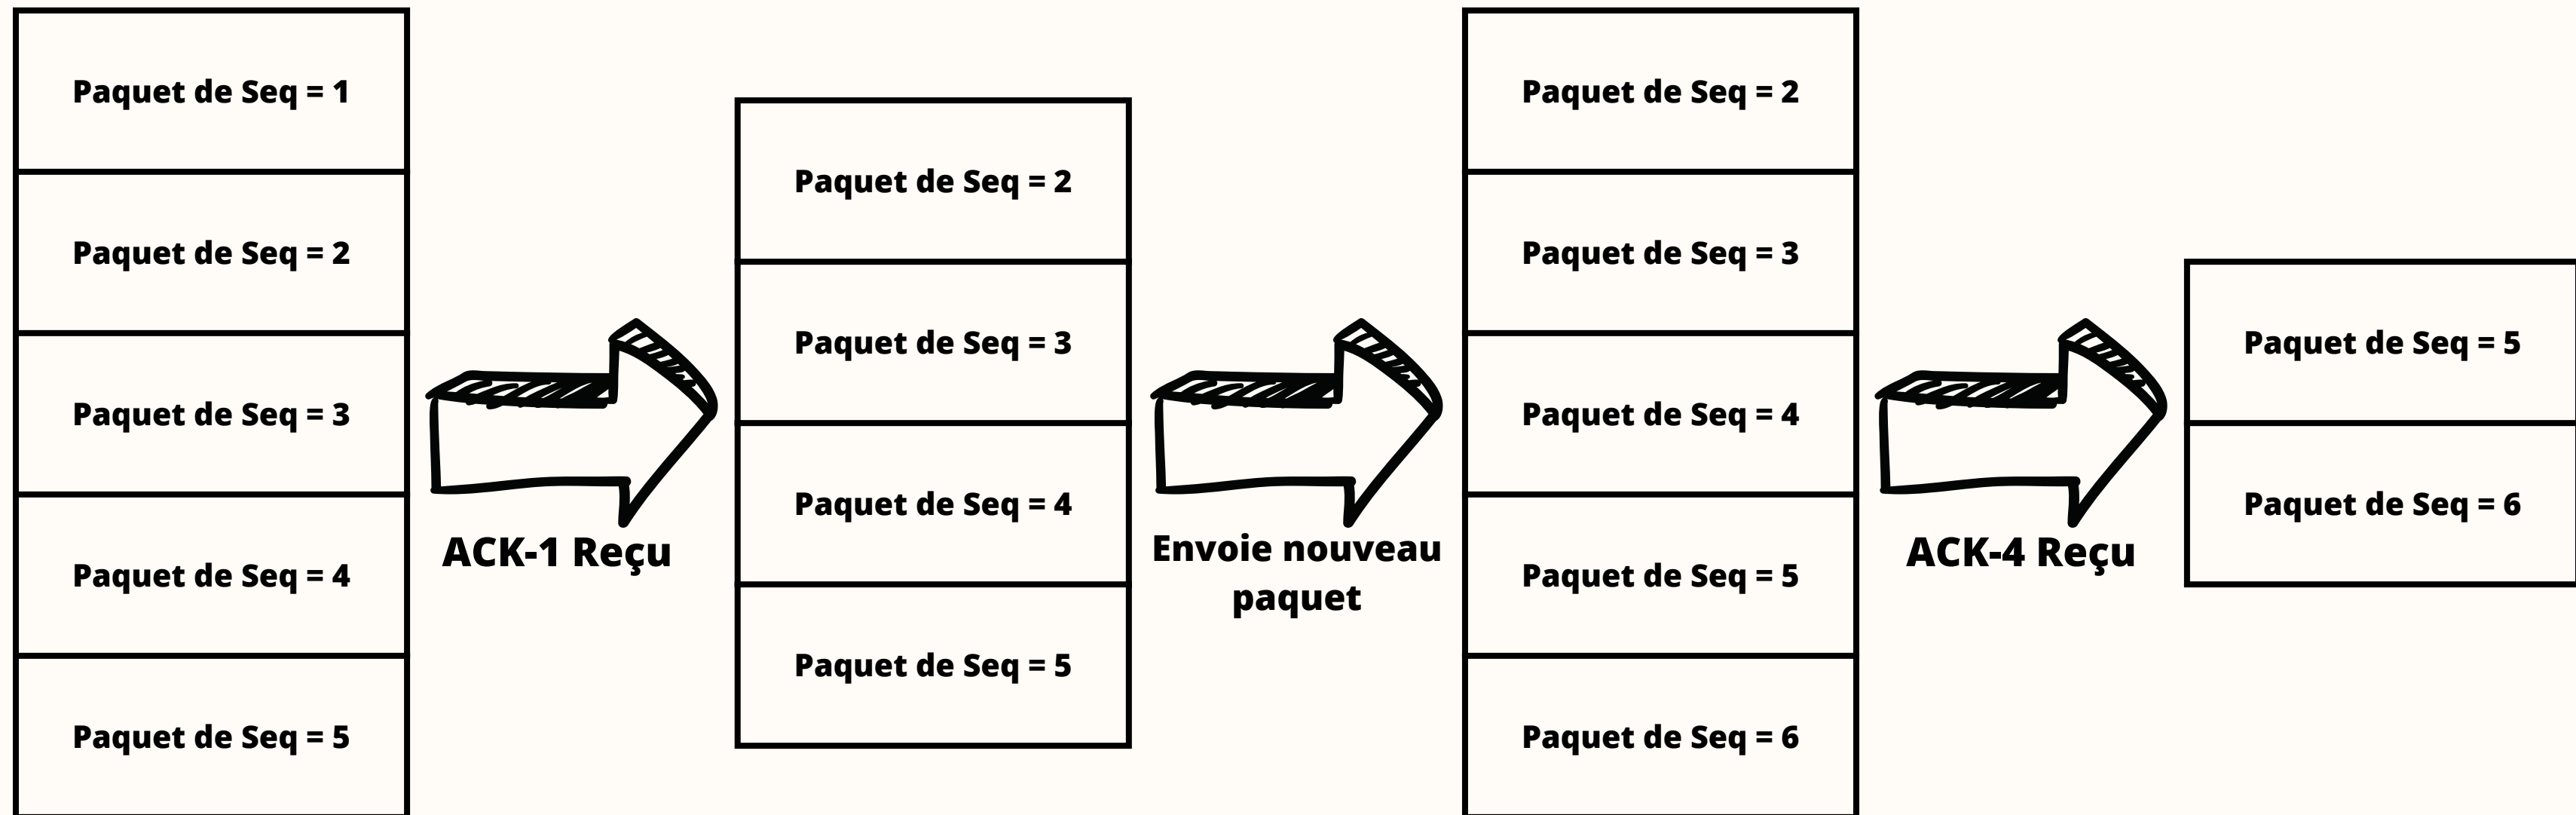 Paquet de Seq = 1
Paquet de Seq = 2
Paquet de Seq = 3
Paquet de Seq = 4
Paquet de Seq = 5
ACK-1 Reçu
Paquet de Seq = 2
Paquet de Seq = 3
Paquet de Seq = 4
Paquet de Seq = 5
Envoie nouveau
paquet
Paquet de Seq = 2
Paquet de Seq = 3
Paquet de Seq = 4
Paquet de Seq = 5
Paquet de Seq = 6
ACK-4 Reçu
Paquet de Seq = 5
Paquet de Seq = 6